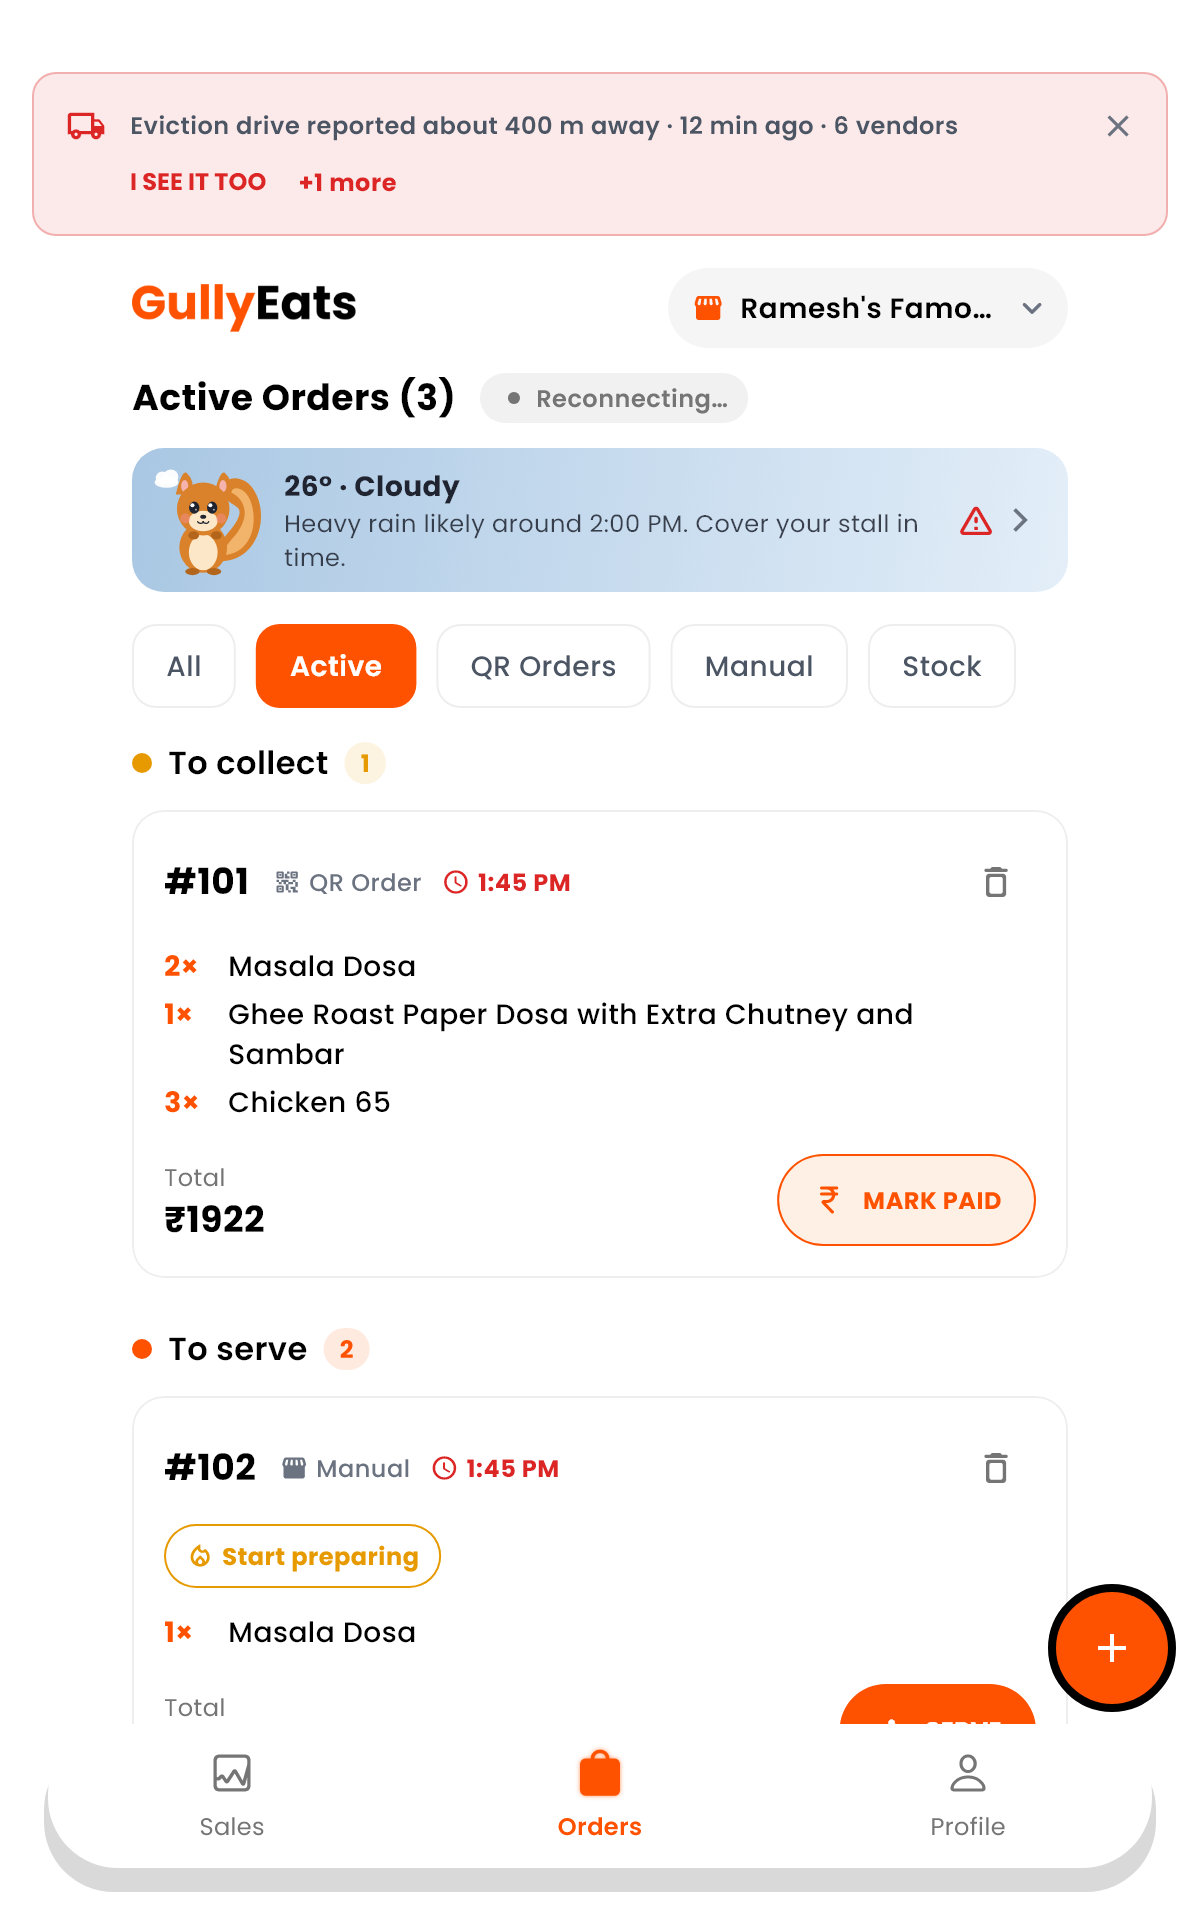 Eviction drive reported about 400 m away · 12 min ago · 6 vendors
I SEE IT TOO +1 more
GullyEats
Ramesh's Famo...
Active Orders (3)
Reconnecting...
26° · Cloudy
Heavy rain likely around 2:00 PM. Cover your stall in
time.
All Active QR Orders Manual Stock
To collect 1
#101 QR Order 1:45 PM
2× Masala Dosa
1× Ghee Roast Paper Dosa with Extra Chutney and
Sambar
3× Chicken 65
Total
₹1922
₹ MARK PAID
To serve 2
#102 Manual 1:45 PM
Start preparing
1× Masala Dosa
Total
Sales Orders Profile